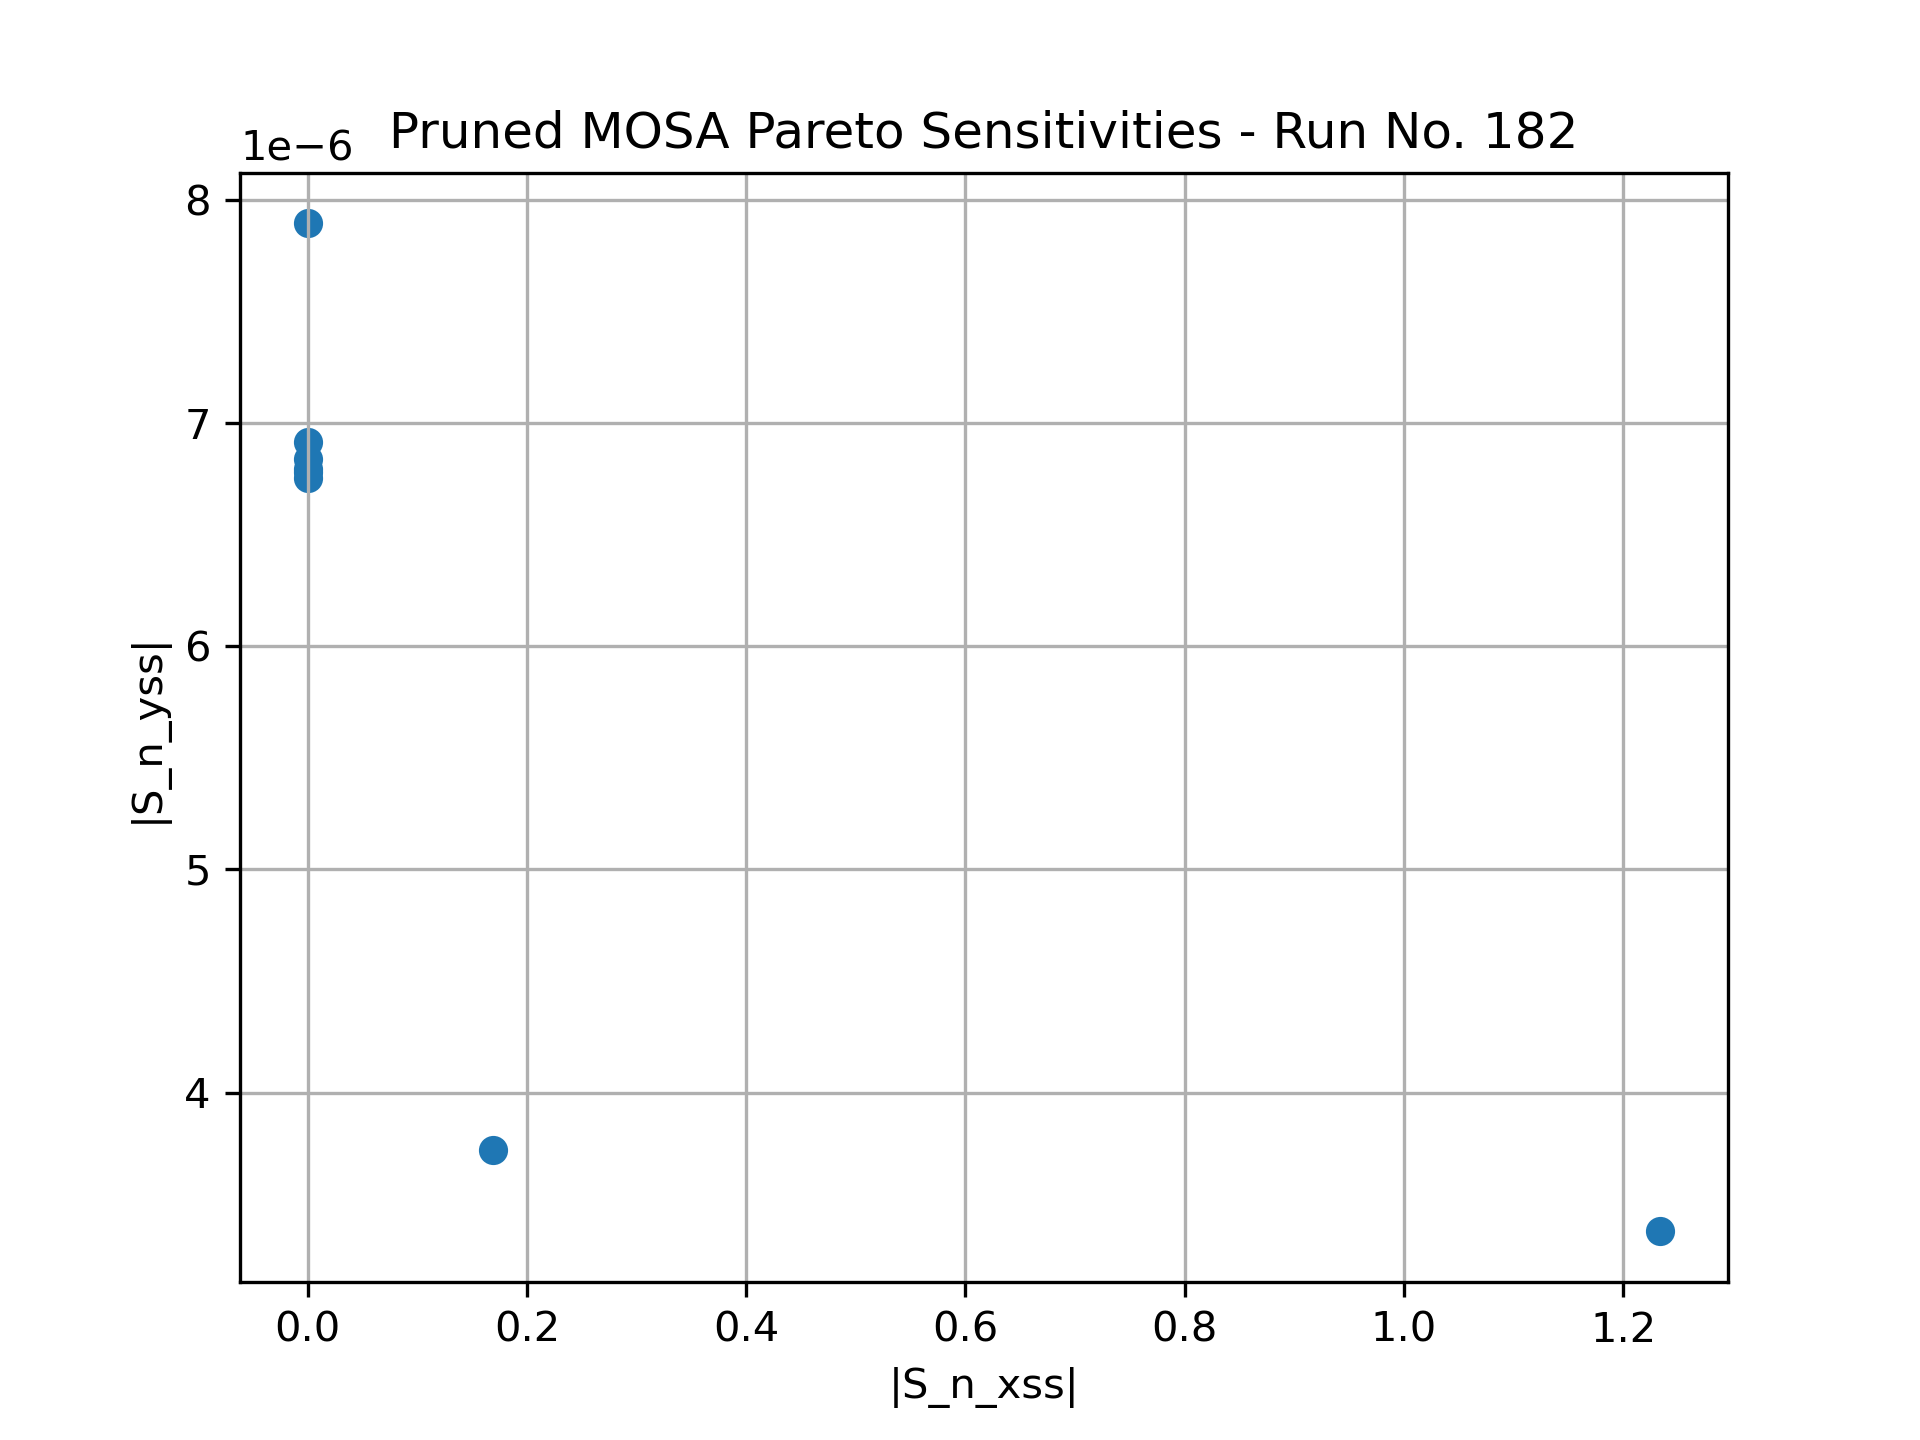 Pruned MOSA Pareto Sensitivities - Run No. 182
1e−6
8
7
6
5
4
|S_n_yss|
0.0 0.2 0.4 0.6 0.8 1.0 1.2
|S_n_xss|